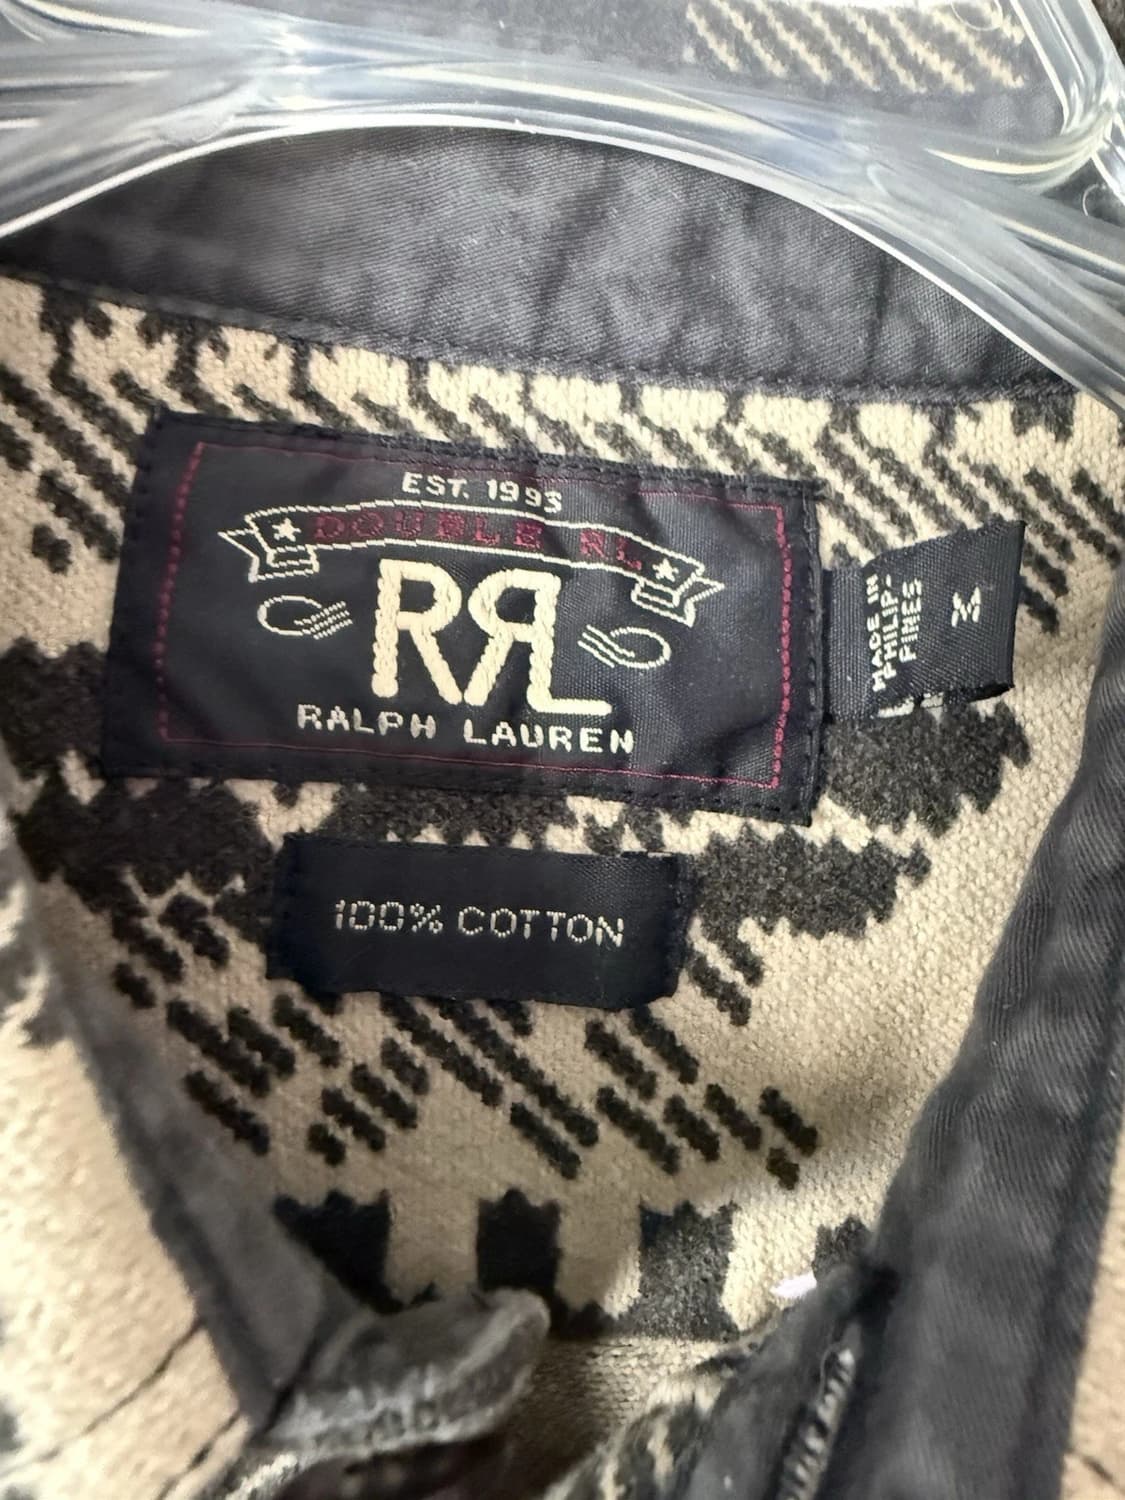 EST. 1993
DOUBLE RL
RRL
RALPH LAUREN
MADE IN
PHILIP-
PINES
M
100% COTTON